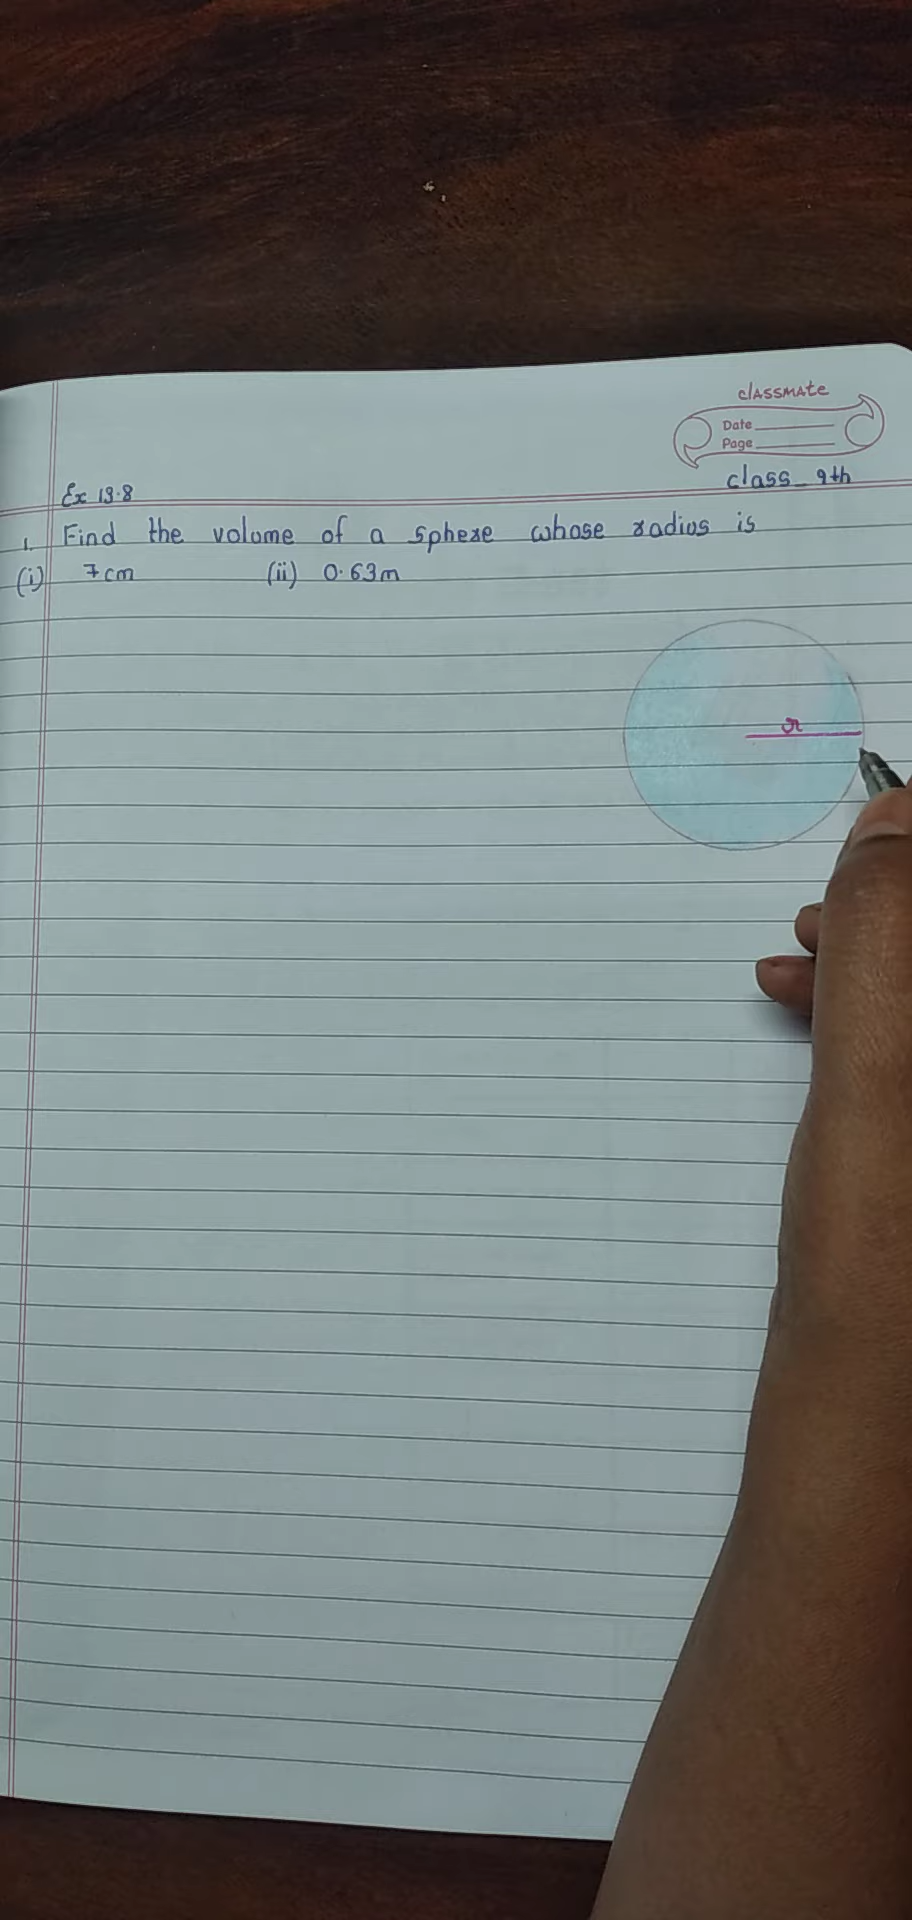 classmate
Date
Page
class - 9th
Ex 13.8
1. Find the volume of a sphere whose radius is
(i) 7cm (ii) 0.63m
r